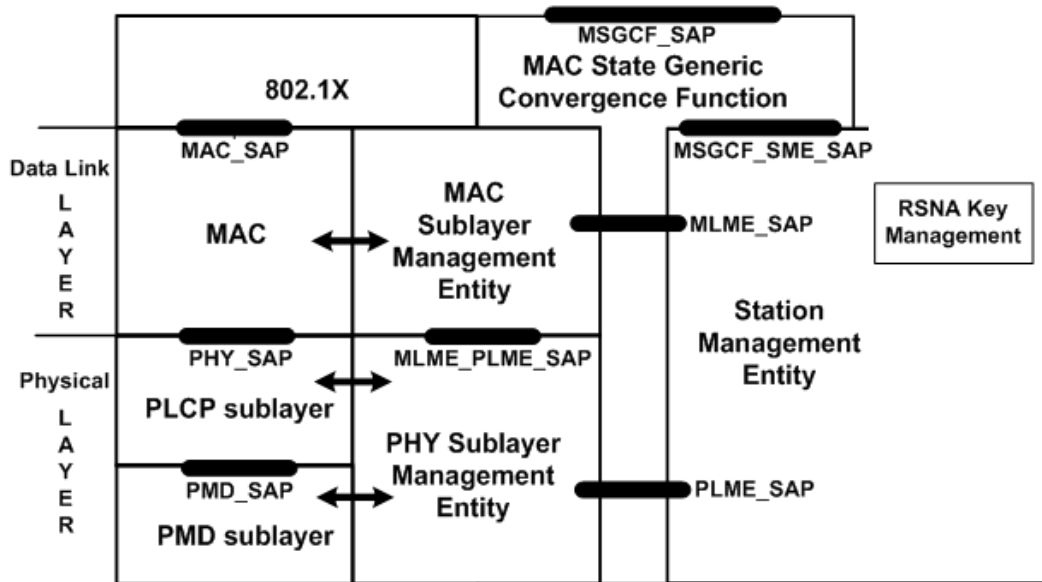 MSGCF_SAP
MAC State Generic
Convergence Function
802.1X
MAC_SAP
MSGCF_SME_SAP
Data Link
L
A
Y
E
R
MAC
MAC
Sublayer
Management
Entity
MLME_SAP
RSNA Key
Management
Station
Management
Entity
PHY_SAP
MLME_PLME_SAP
Physical
L
A
Y
E
R
PLCP sublayer
PHY Sublayer
Management
Entity
PMD_SAP
PLME_SAP
PMD sublayer